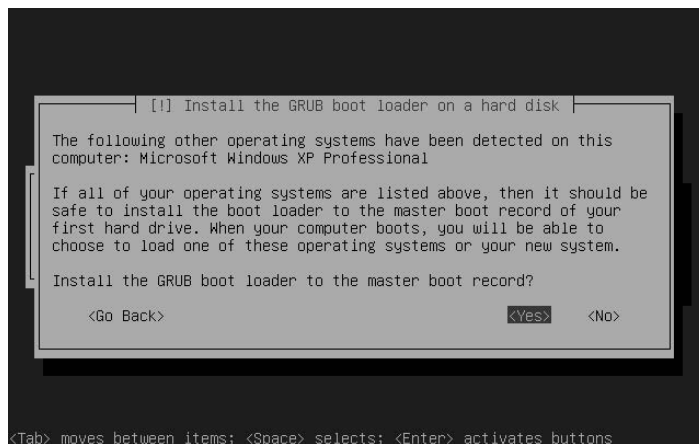 [!] Install the GRUB boot loader on a hard disk
The following other operating systems have been detected on this
computer: Microsoft Windows XP Professional
If all of your operating systems are listed above, then it should be
safe to install the boot loader to the master boot record of your
first hard drive. When your computer boots, you will be able to
choose to load one of these operating systems or your new system.
Install the GRUB boot loader to the master boot record?
<Go Back> <Yes> <No>
<Tab> moves between items; <Space> selects; <Enter> activates buttons